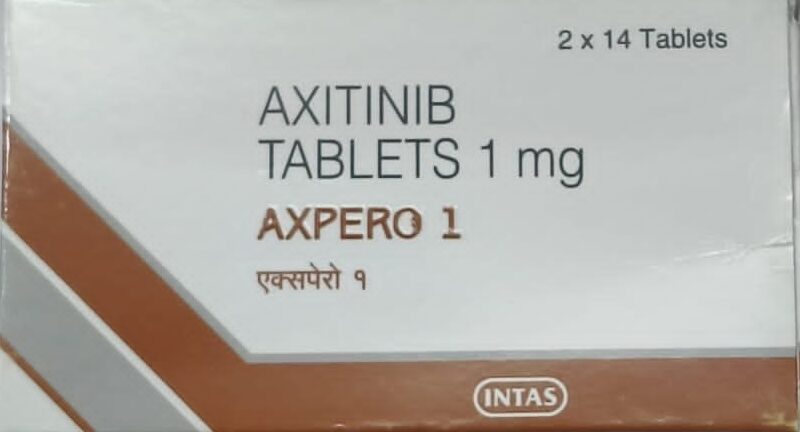 2 x 14 Tablets
AXITINIB
TABLETS 1 mg
AXPERO 1
एक्सपेरो १
INTAS